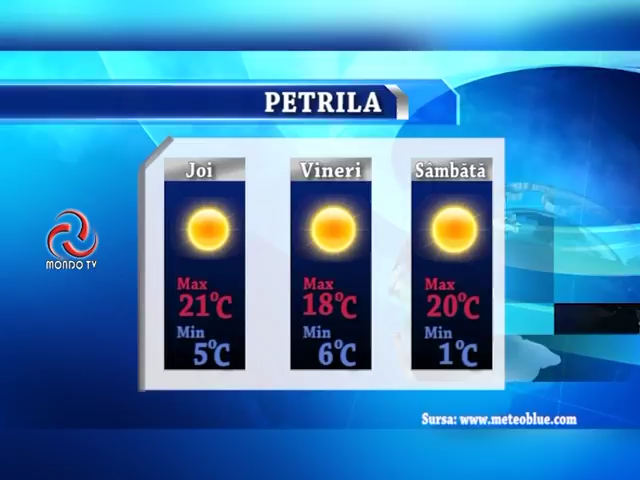 PETRILA
Joi
Vineri
Sâmbătă
Max
21°C
Min
5°C
Max
18°C
Min
6°C
Max
20°C
Min
1°C
MONDO TV
Sursa: www.meteoblue.com